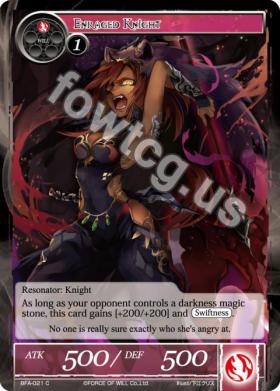 ENRAGED KNIGHT
WILL
1
fowtcg.us
Resonator: Knight
As long as your opponent controls a darkness magic
stone, this card gains [+200/+200] and Swiftness.
No one is really sure exactly who she's angry at.
ATK 500/ DEF 500
BFA-021 C ©FORCE OF WILL Co.,Ltd.